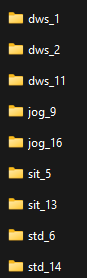 dws_1
dws_2
dws_11
jog_9
jog_16
sit_5
sit_13
std_6
std_14